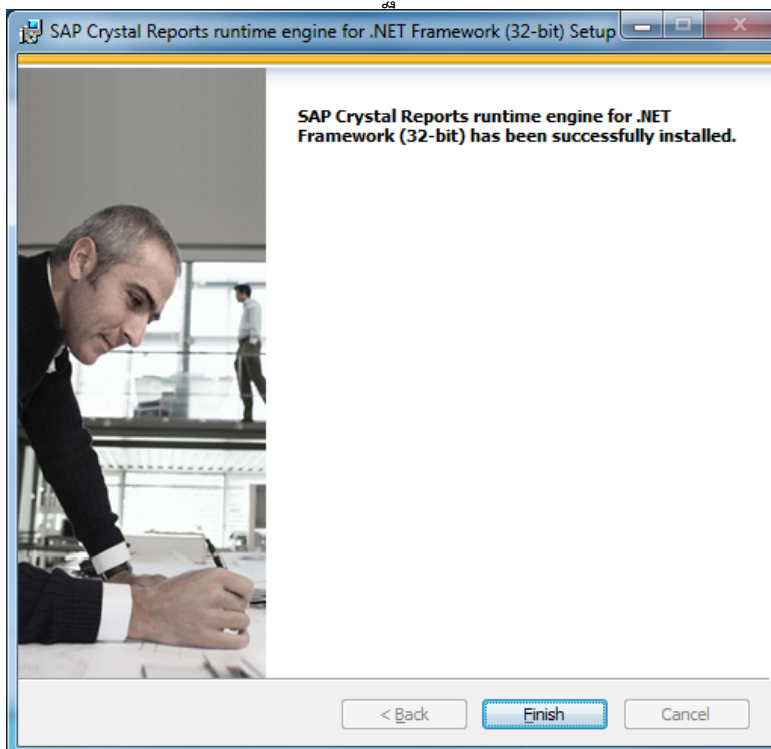 SAP Crystal Reports runtime engine for .NET Framework (32-bit) Setup
SAP Crystal Reports runtime engine for .NET
Framework (32-bit) has been successfully installed.
< Back
Finish
Cancel